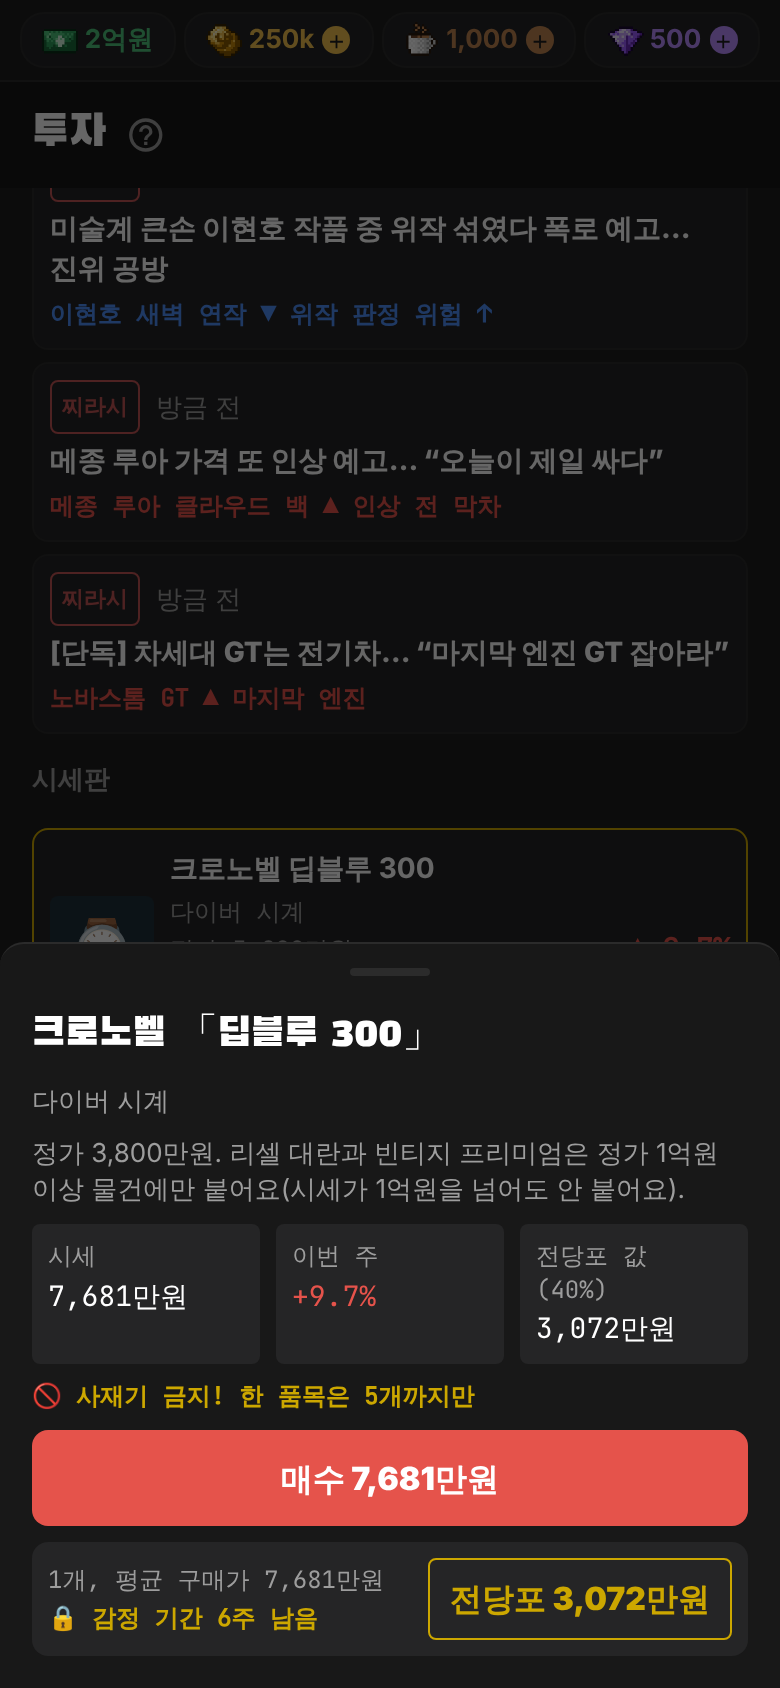 2억원
250k
1,000
500
투자
미술계 큰손 이현호 작품 중 위작 섞였다 폭로 예고…
진위 공방
이현호 새벽 연작 ▼ 위작 판정 위험 ↑
찌라시 방금 전
메종 루아 가격 또 인상 예고… “오늘이 제일 싸다”
메종 루아 클라우드 백 ▲ 인상 전 막차
찌라시 방금 전
[단독] 차세대 GT는 전기차… “마지막 엔진 GT 잡아라”
노바스톰 GT ▲ 마지막 엔진
시세판
크로노벨 딥블루 300
다이버 시계
크로노벨 「딥블루 300」
다이버 시계
정가 3,800만원. 리셀 대란과 빈티지 프리미엄은 정가 1억원
이상 물건에만 붙어요(시세가 1억원을 넘어도 안 붙어요).
시세
7,681만원
이번 주
+9.7%
전당포 값
(40%)
3,072만원
사재기 금지! 한 품목은 5개까지만
매수 7,681만원
1개, 평균 구매가 7,681만원
감정 기간 6주 남음
전당포 3,072만원